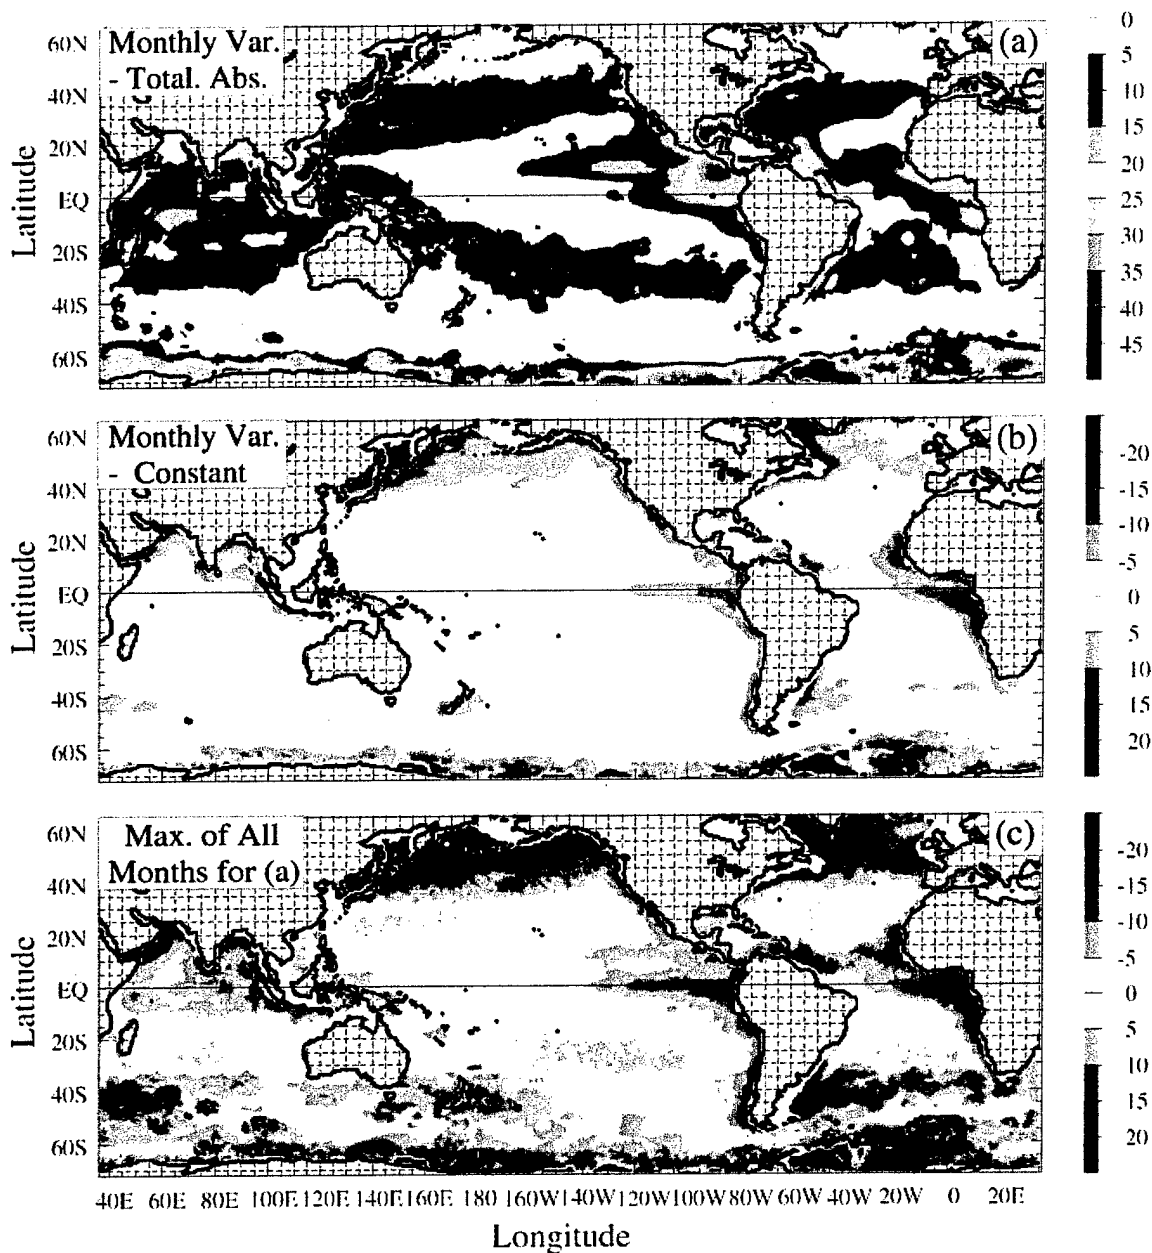 Monthly Var.
- Total. Abs.
(a)
60N
40N
20N
EQ
20S
40S
60S
Latitude
0
5
10
15
20
25
30
35
40
45
Monthly Var.
- Constant
(b)
60N
40N
20N
EQ
20S
40S
60S
Latitude
-20
-15
-10
-5
0
5
10
15
20
Max. of All
Months for (a)
(c)
60N
40N
20N
EQ
20S
40S
60S
Latitude
-20
-15
-10
-5
0
5
10
15
20
40E 60E 80E 100E 120E 140E 160E 180 160W 140W 120W 100W 80W 60W 40W 20W 0 20E
Longitude